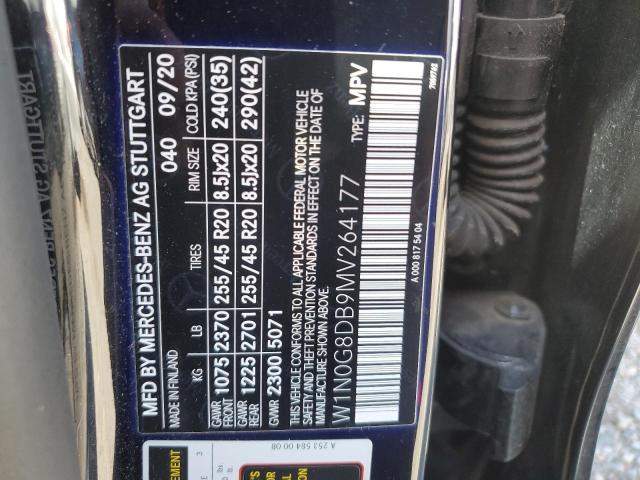 MFD BY MERCEDES-BENZ AG STUTTGART
MADE IN FINLAND 040 09/20
KG LB TIRES RIM SIZE COLD KPA(PSI)
GAWR FRONT 1075 2370 255/45 R20 8.5Jx20 240(35)
GAWR REAR 1225 2701 255/45 R20 8.5Jx20 290(42)
GVWR 2300 5071
THIS VEHICLE CONFORMS TO ALL APPLICABLE FEDERAL MOTOR VEHICLE
SAFETY AND THEFT PREVENTION STANDARDS IN EFFECT ON THE DATE OF
MANUFACTURE SHOWN ABOVE.
W1N0G8DB9MV264177 TYPE: MPV
A 000 817 54 04
A 253 584 00 08
3
lbs
lb.